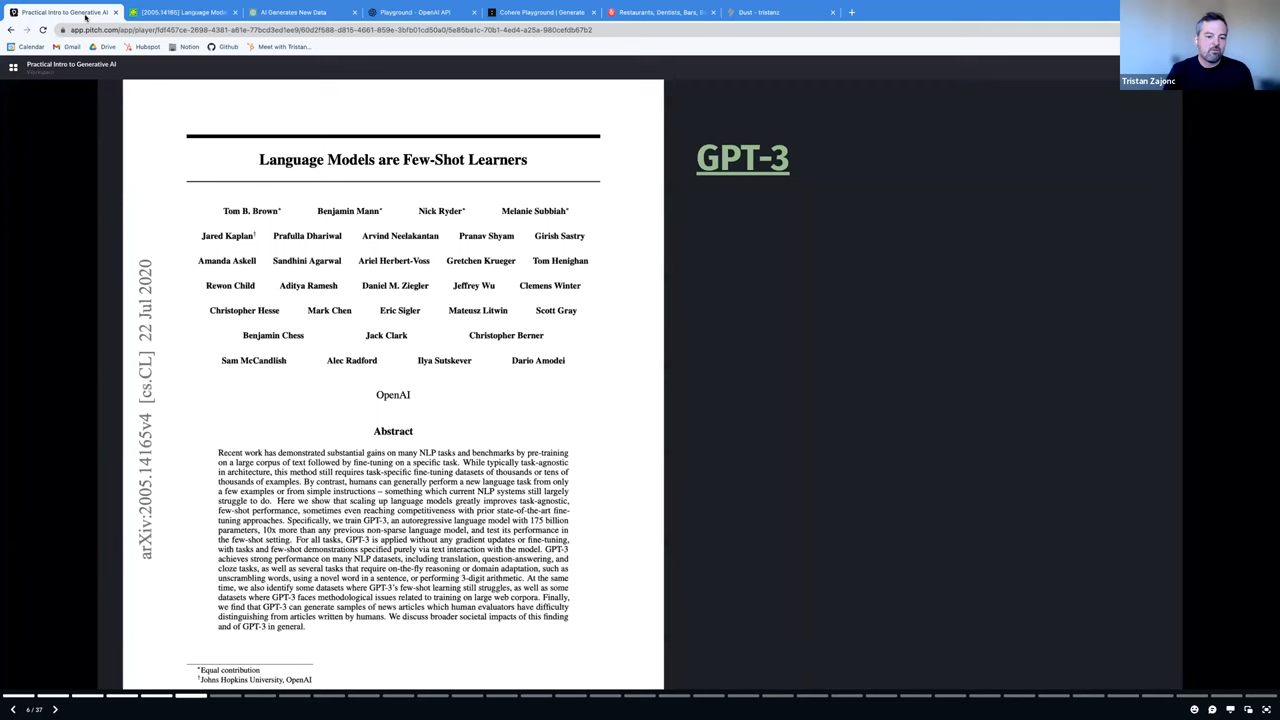 Practical Intro to Generative AI
[2005.14165] Language Mode
AI Generates New Data
Playground - OpenAI API
Cohere Playground | Generate
Restaurants, Dentists, Bars, B
Dust - tristanz
app.pitch.com/app/player/fdf457ce-2698-4381-a61e-77bcd3ed1ee9/60d2f588-d815-4661-859e-3bfb01cd50a0/5e85ba1c-70b1-4ed4-a25a-980cefdb67b2
Calendar
Gmail
Drive
Hubspot
Notion
Github
Meet with Tristan...
Practical Intro to Generative AI
Workspace
Tristan Zajonc
Language Models are Few-Shot Learners
GPT-3
Tom B. Brown* Benjamin Mann* Nick Ryder* Melanie Subbiah*
Jared Kaplan† Prafulla Dhariwal Arvind Neelakantan Pranav Shyam Girish Sastry
Amanda Askell Sandhini Agarwal Ariel Herbert-Voss Gretchen Krueger Tom Henighan
Rewon Child Aditya Ramesh Daniel M. Ziegler Jeffrey Wu Clemens Winter
Christopher Hesse Mark Chen Eric Sigler Mateusz Litwin Scott Gray
Benjamin Chess Jack Clark Christopher Berner
Sam McCandlish Alec Radford Ilya Sutskever Dario Amodei
OpenAI
arXiv:2005.14165v4 [cs.CL] 22 Jul 2020
Abstract
Recent work has demonstrated substantial gains on many NLP tasks and benchmarks by pre-training
on a large corpus of text followed by fine-tuning on a specific task. While typically task-agnostic
in architecture, this method still requires task-specific fine-tuning datasets of thousands or tens of
thousands of examples. By contrast, humans can generally perform a new language task from only
a few examples or from simple instructions – something which current NLP systems still largely
struggle to do. Here we show that scaling up language models greatly improves task-agnostic,
few-shot performance, sometimes even reaching competitiveness with prior state-of-the-art fine-
tuning approaches. Specifically, we train GPT-3, an autoregressive language model with 175 billion
parameters, 10x more than any previous non-sparse language model, and test its performance in
the few-shot setting. For all tasks, GPT-3 is applied without any gradient updates or fine-tuning,
with tasks and few-shot demonstrations specified purely via text interaction with the model. GPT-3
achieves strong performance on many NLP datasets, including translation, question-answering, and
cloze tasks, as well as several tasks that require on-the-fly reasoning or domain adaptation, such as
unscrambling words, using a novel word in a sentence, or performing 3-digit arithmetic. At the same
time, we also identify some datasets where GPT-3's few-shot learning still struggles, as well as some
datasets where GPT-3 faces methodological issues related to training on large web corpora. Finally,
we find that GPT-3 can generate samples of news articles which human evaluators have difficulty
distinguishing from articles written by humans. We discuss broader societal impacts of this finding
and of GPT-3 in general.
*Equal contribution
†Johns Hopkins University, OpenAI
6 / 37